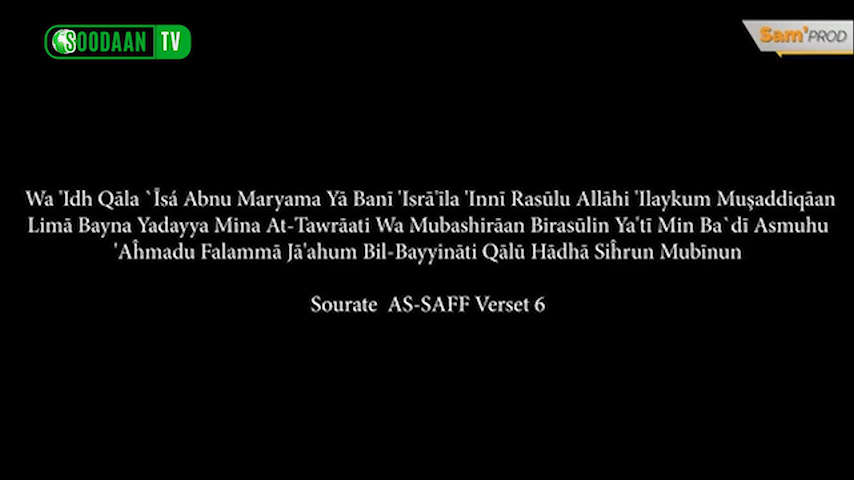 SOODAAN TV
Sam'PROD
Wa 'Idh Qāla `Īsá Abnu Maryama Yā Banī 'Isrā'īla 'Innī Rasūlu Allāhi 'Ilaykum Muşaddiqāan
Limā Bayna Yadayya Mina At-Tawrāati Wa Mubashirāan Birasūlin Ya'tī Min Ba`dī Asmuhu
'Aĥmadu Falammā Jā'ahum Bil-Bayyināti Qālū Hādhā Siĥrun Mubīnun
Sourate AS-SAFF Verset 6